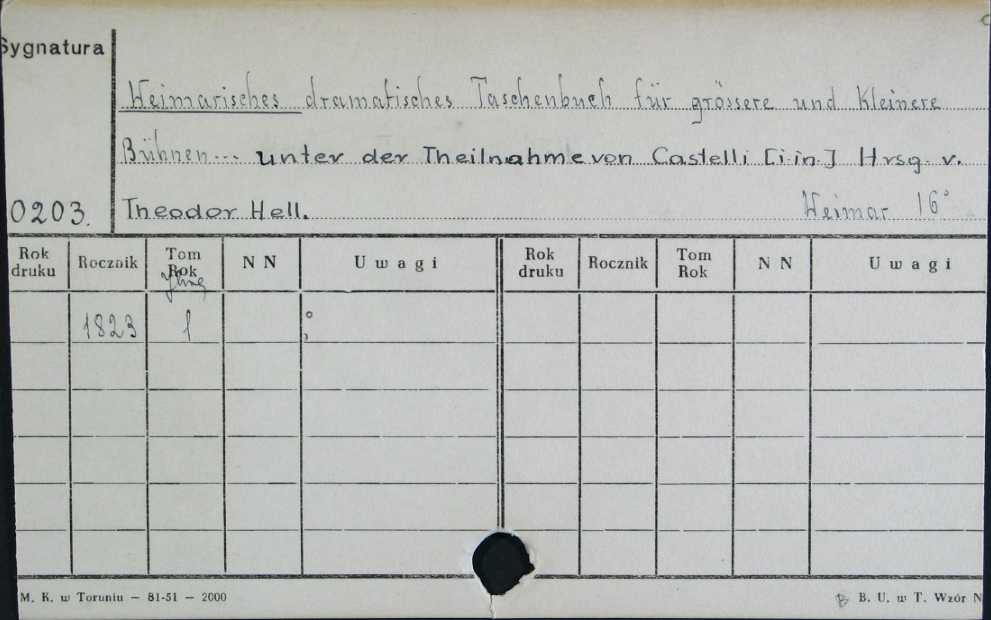 Sygnatura
Weimarisches dramatisches Taschenbuch für grössere und kleinere
Bühnen... unter der Theilnahme von Castelli [i in.] Hrsg. v.
0203. Theodor Hell. Weimar 16°
Rok druku Rocznik Tom Rok N N Uwagi Rok druku Rocznik Tom Rok N N Uwagi
Jhrg
1823 1
M. K. w Toruniu — 81-51 — 2000 B. U. w T. Wzór N